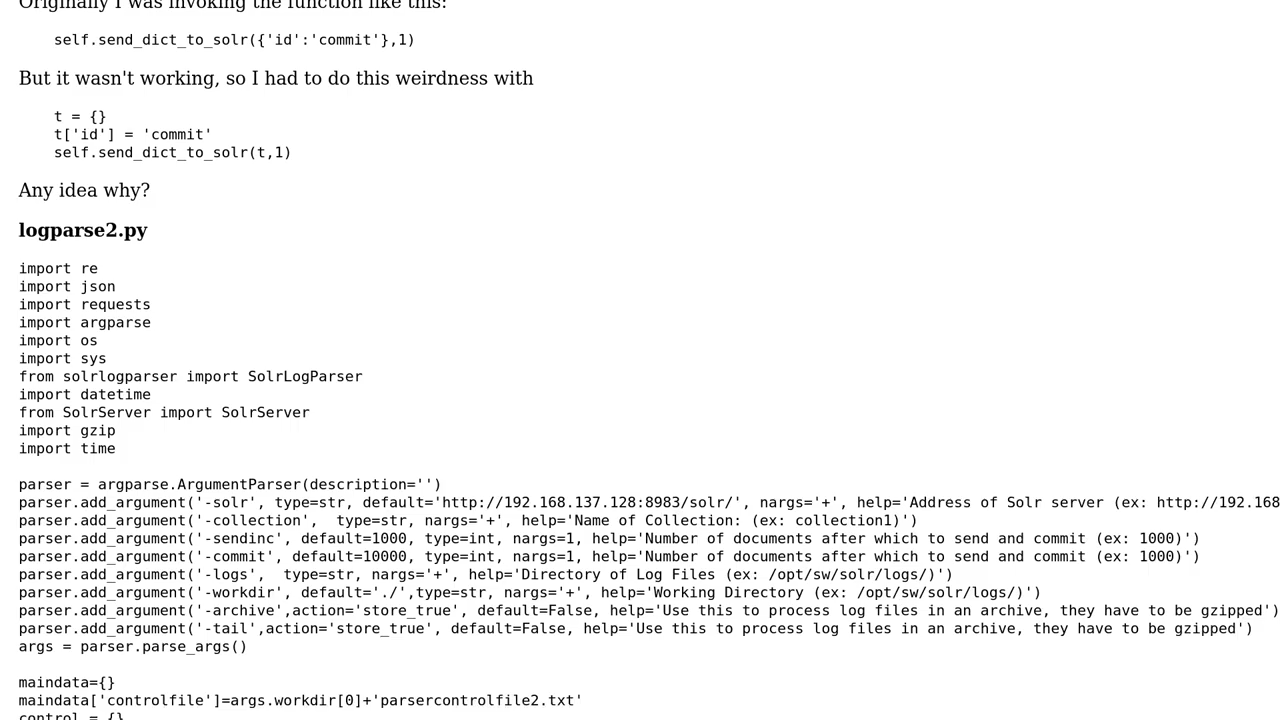 Originally I was invoking the function like this:
self.send_dict_to_solr({'id':'commit'},1)
But it wasn't working, so I had to do this weirdness with
t = {}
t['id'] = 'commit'
self.send_dict_to_solr(t,1)
Any idea why?
logparse2.py
import re
import json
import requests
import argparse
import os
import sys
from solrlogparser import SolrLogParser
import datetime
from SolrServer import SolrServer
import gzip
import time
parser = argparse.ArgumentParser(description='')
parser.add_argument('-solr', type=str, default='http://192.168.137.128:8983/solr/', nargs='+', help='Address of Solr server (ex: http://192.168
parser.add_argument('-collection',  type=str, nargs='+', help='Name of Collection: (ex: collection1)')
parser.add_argument('-sendinc', default=1000, type=int, nargs=1, help='Number of documents after which to send and commit (ex: 1000)')
parser.add_argument('-commit', default=10000, type=int, nargs=1, help='Number of documents after which to send and commit (ex: 1000)')
parser.add_argument('-logs',  type=str, nargs='+', help='Directory of Log Files (ex: /opt/sw/solr/logs/)')
parser.add_argument('-workdir', default='./',type=str, nargs='+', help='Working Directory (ex: /opt/sw/solr/logs/)')
parser.add_argument('-archive',action='store_true', default=False, help='Use this to process log files in an archive, they have to be gzipped')
parser.add_argument('-tail',action='store_true', default=False, help='Use this to process log files in an archive, they have to be gzipped')
args = parser.parse_args()
maindata={}
maindata['controlfile']=args.workdir[0]+'parsercontrolfile2.txt'
control = {}